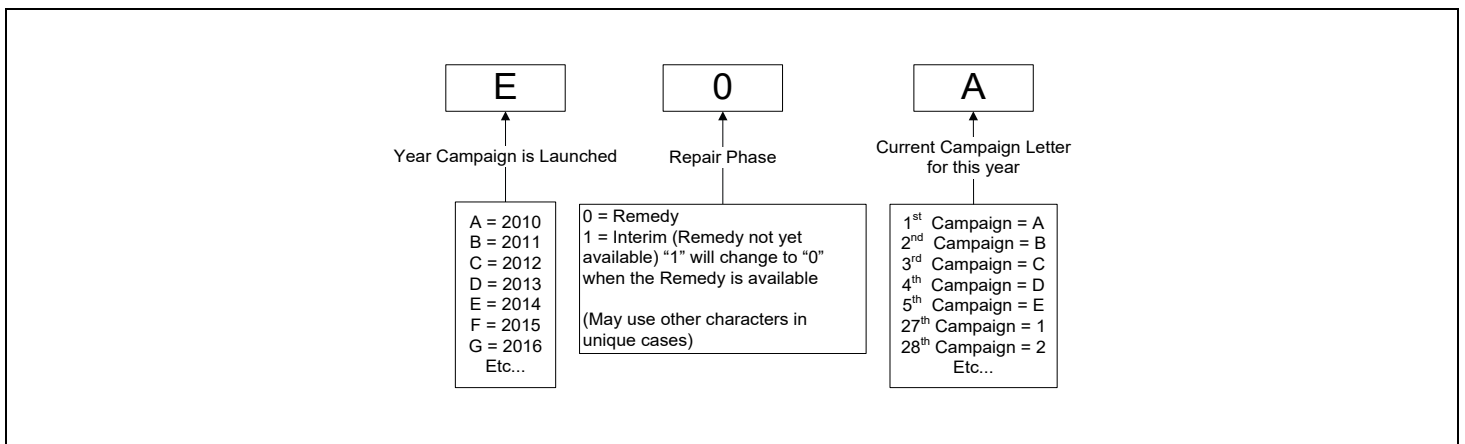 E
0
A
Year Campaign is Launched
Repair Phase
Current Campaign Letter
for this year
A = 2010
B = 2011
C = 2012
D = 2013
E = 2014
F = 2015
G = 2016
Etc...
0 = Remedy
1 = Interim (Remedy not yet
available) “1” will change to “0”
when the Remedy is available
(May use other characters in
unique cases)
1st Campaign = A
2nd Campaign = B
3rd Campaign = C
4th Campaign = D
5th Campaign = E
27th Campaign = 1
28th Campaign = 2
Etc...